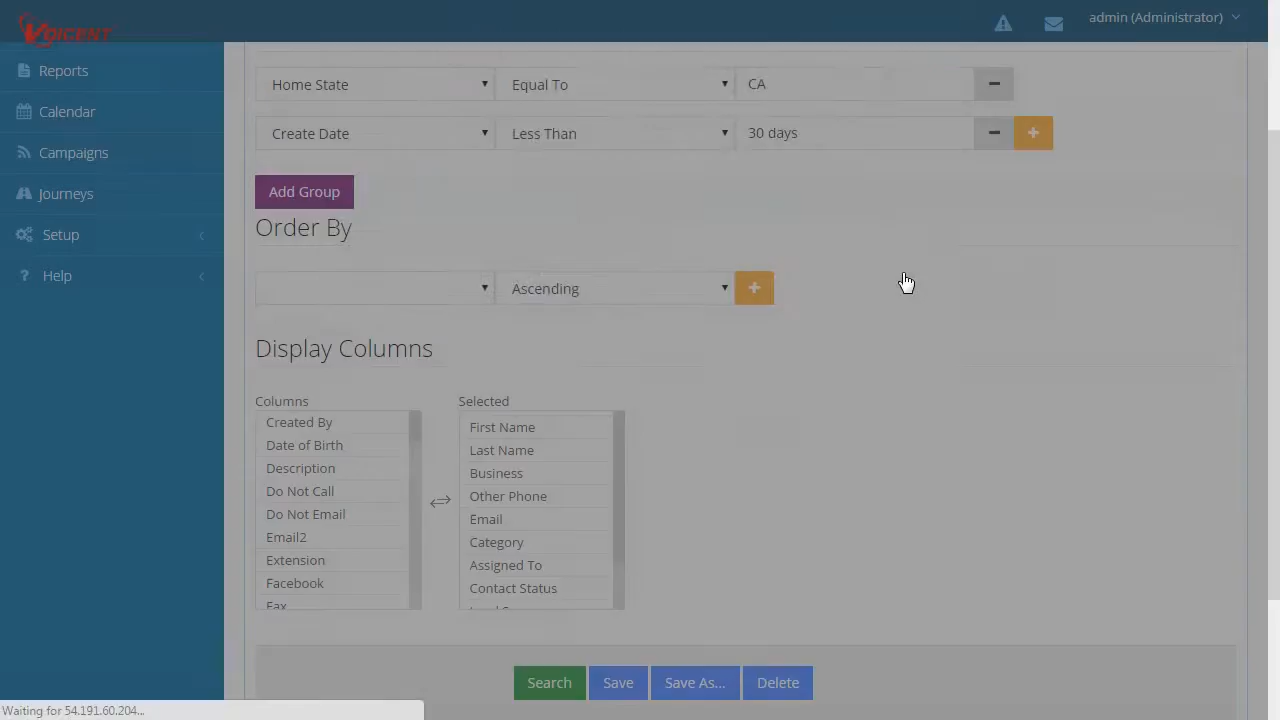 VOICENT
admin (Administrator)
Reports
Calendar
Campaigns
Journeys
Setup
? Help
Home State Equal To CA
Create Date Less Than 30 days
Add Group
Order By
Ascending
Display Columns
Columns
Created By
Date of Birth
Description
Do Not Call
Do Not Email
Email2
Extension
Facebook
Fax
Selected
First Name
Last Name
Business
Other Phone
Email
Category
Assigned To
Contact Status
Search Save Save As... Delete
Waiting for 54.191.60.204...